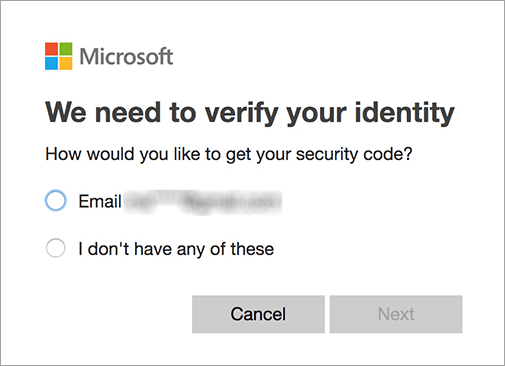 Microsoft
We need to verify your identity
How would you like to get your security code?
Email
I don't have any of these
Cancel
Next